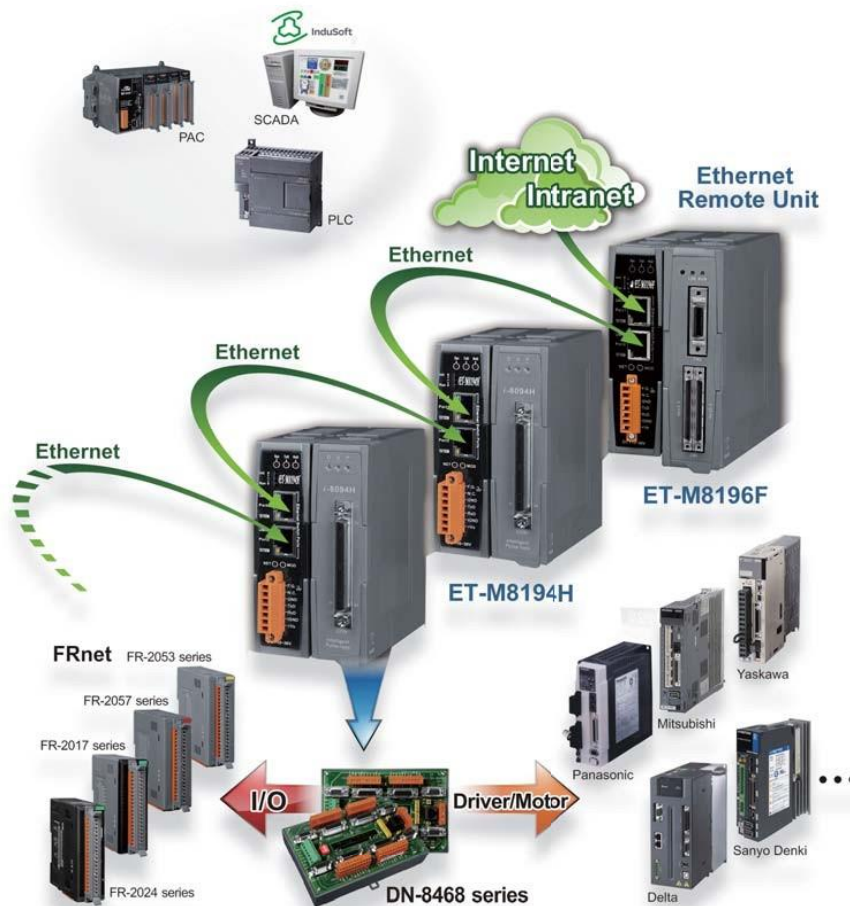 InduSoft
PAC
SCADA
PLC
Internet
Intranet
Ethernet
Remote Unit
Ethernet
Ethernet
Ethernet
i-8094H
i-8094H
ET-M8196F
ET-M8194H
FRnet
FR-2053 series
FR-2057 series
FR-2017 series
FR-2024 series
I/O
Driver/Motor
DN-8468 series
Yaskawa
Mitsubishi
Panasonic
Sanyo Denki
Delta